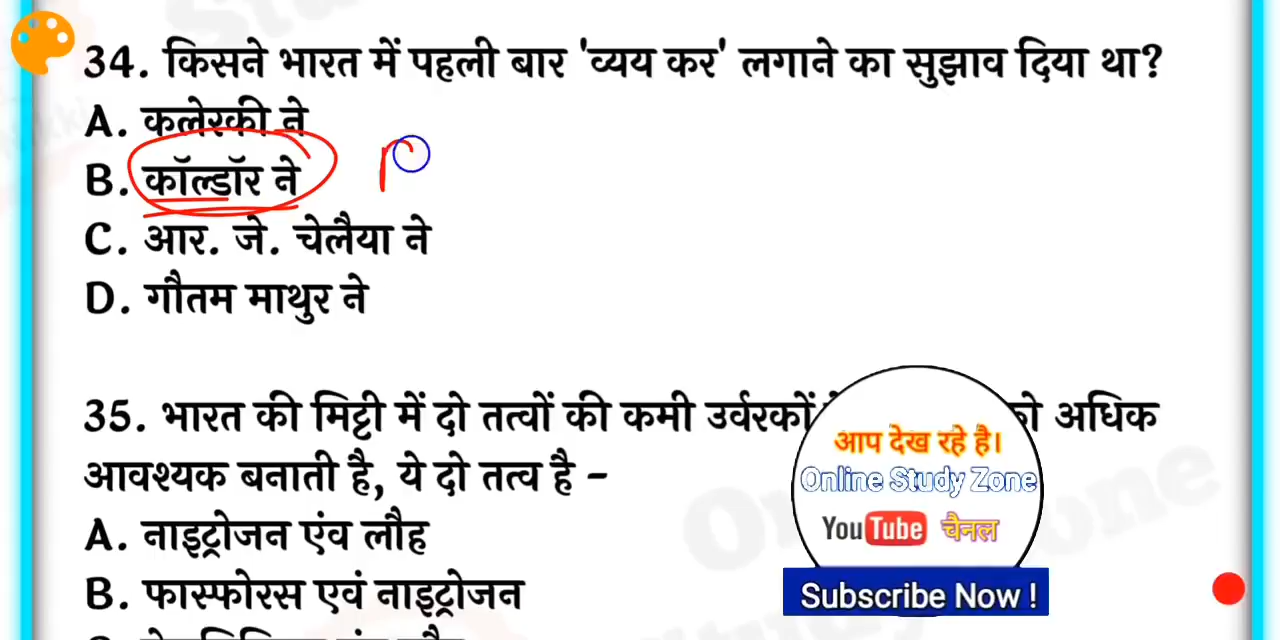 34. किसने भारत में पहली बार 'व्यय कर' लगाने का सुझाव दिया था?
A. कलेरकी ने
B. कॉल्डॉर ने
C. आर. जे. चेलैया ने
D. गौतम माथुर ने
35. भारत की मिट्टी में दो तत्वों की कमी उर्वरकों को अधिक
आवश्यक बनाती है, ये दो तत्व है –
A. नाइट्रोजन एंव लौह
B. फास्फोरस एवं नाइट्रोजन
आप देख रहे है।
Online Study Zone
YouTube चैनल
Subscribe Now !